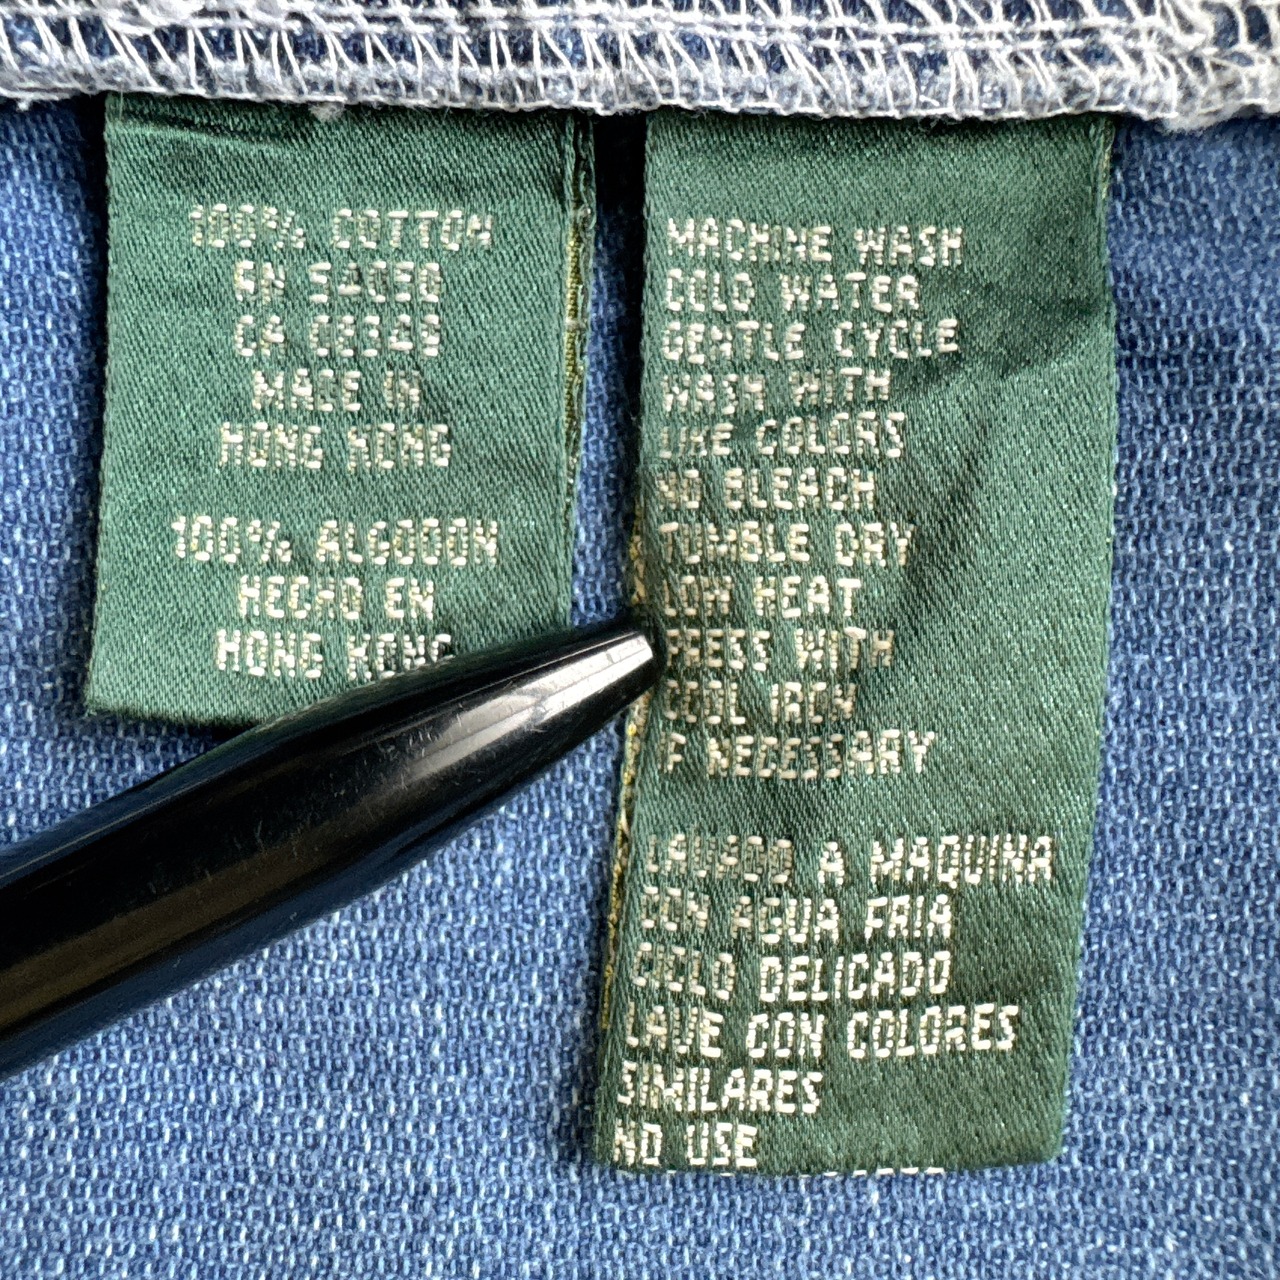 100% COTTON
RN
CA
MADE IN
HONG KONG
100% ALGODON
HECHO EN
HONG KONG
MACHINE WASH
COLD WATER
GENTLE CYCLE
WASH WITH
LIKE COLORS
NO BLEACH
TUMBLE DRY
LOW HEAT
PRESS WITH
COOL IRON
IF NECESSARY
LAVADO A MAQUINA
CON AGUA FRIA
CICLO DELICADO
LAVE CON COLORES
SIMILARES
NO USE